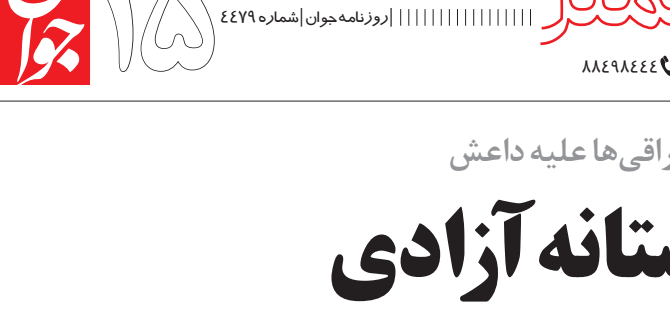 جوان
۱۵
| روزنامه جوان | شماره ۴۴۷۹
۸۸۴۹۸۴۴۴
راقی‌ها علیه داعش
ستانه آزادی